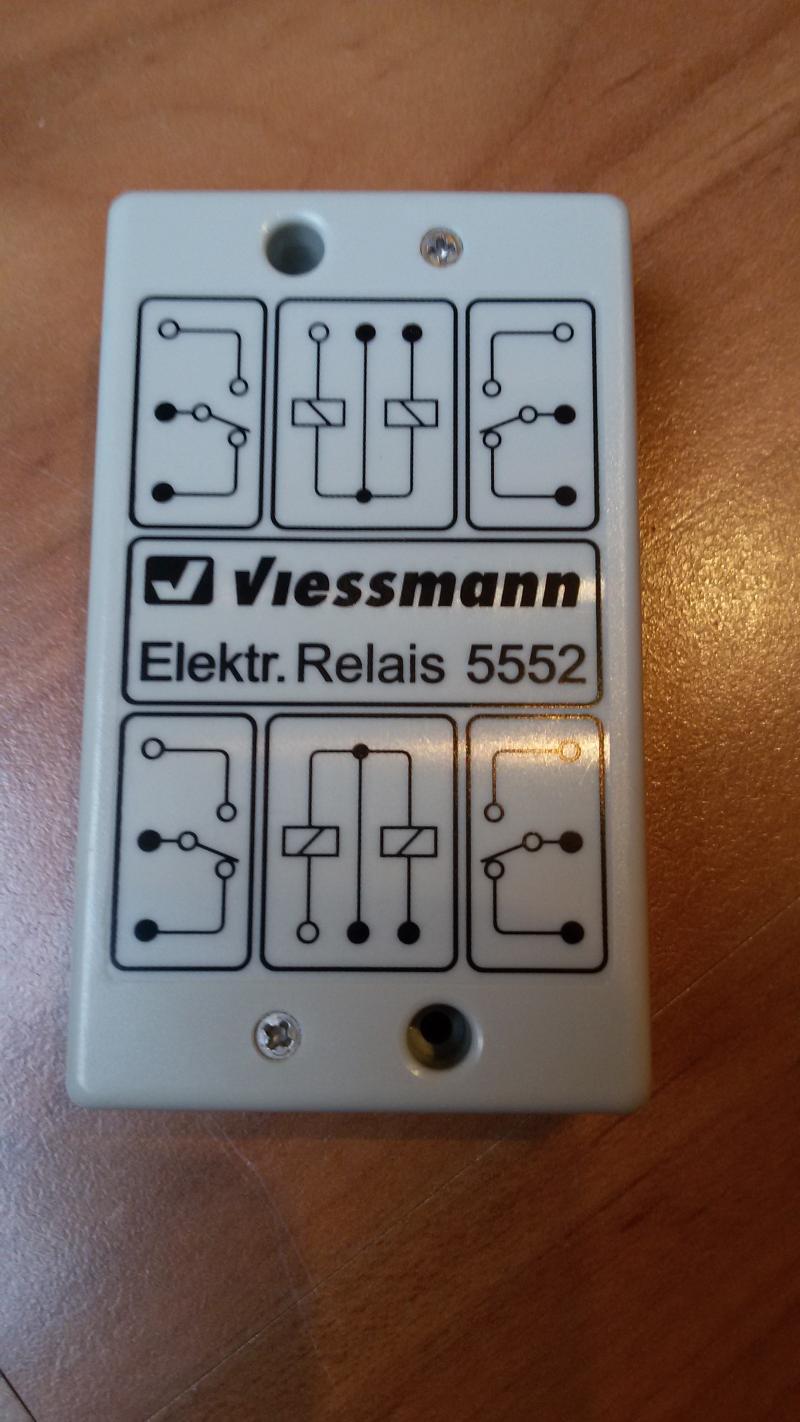 Viessmann
Elektr. Relais 5552